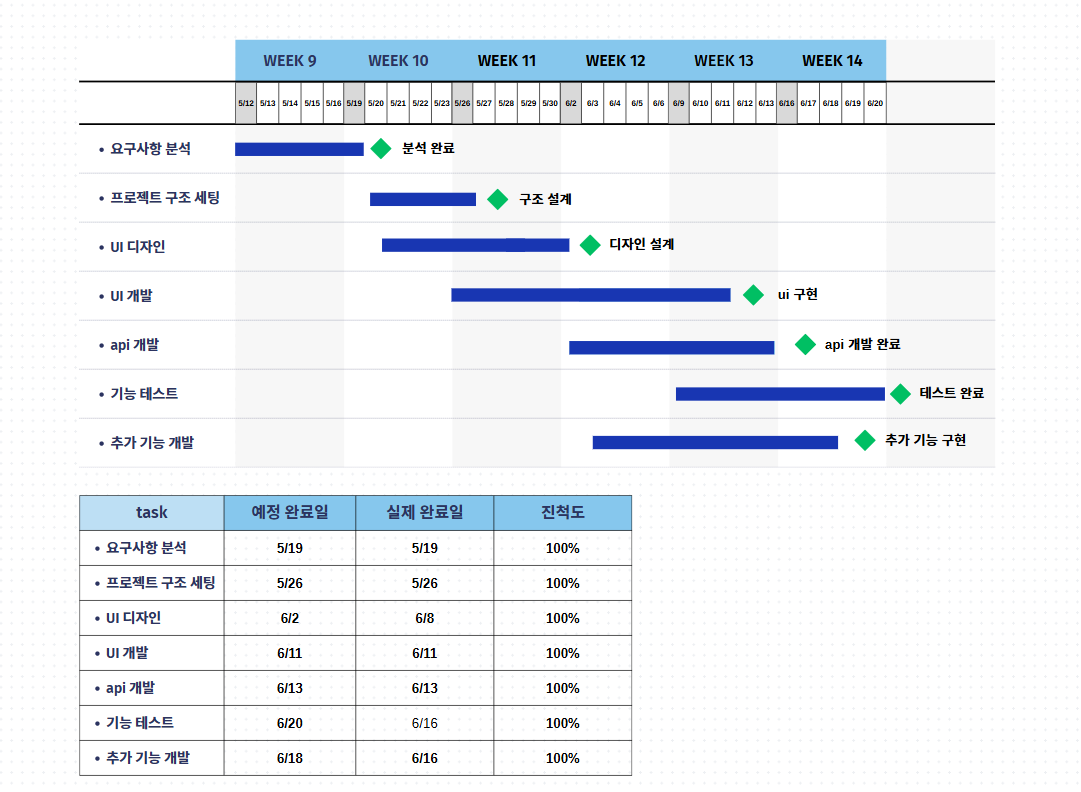 WEEK 9 WEEK 10 WEEK 11 WEEK 12 WEEK 13 WEEK 14
5/12 5/13 5/14 5/15 5/16 5/19 5/20 5/21 5/22 5/23 5/26 5/27 5/28 5/29 5/30 6/2 6/3 6/4 6/5 6/6 6/9 6/10 6/11 6/12 6/13 6/16 6/17 6/18 6/19 6/20
• 요구사항 분석 분석 완료
• 프로젝트 구조 세팅 구조 설계
• UI 디자인 디자인 설계
• UI 개발 ui 구현
• api 개발 api 개발 완료
• 기능 테스트 테스트 완료
• 추가 기능 개발 추가 기능 구현
task 예정 완료일 실제 완료일 진척도
• 요구사항 분석 5/19 5/19 100%
• 프로젝트 구조 세팅 5/26 5/26 100%
• UI 디자인 6/2 6/8 100%
• UI 개발 6/11 6/11 100%
• api 개발 6/13 6/13 100%
• 기능 테스트 6/20 6/16 100%
• 추가 기능 개발 6/18 6/16 100%